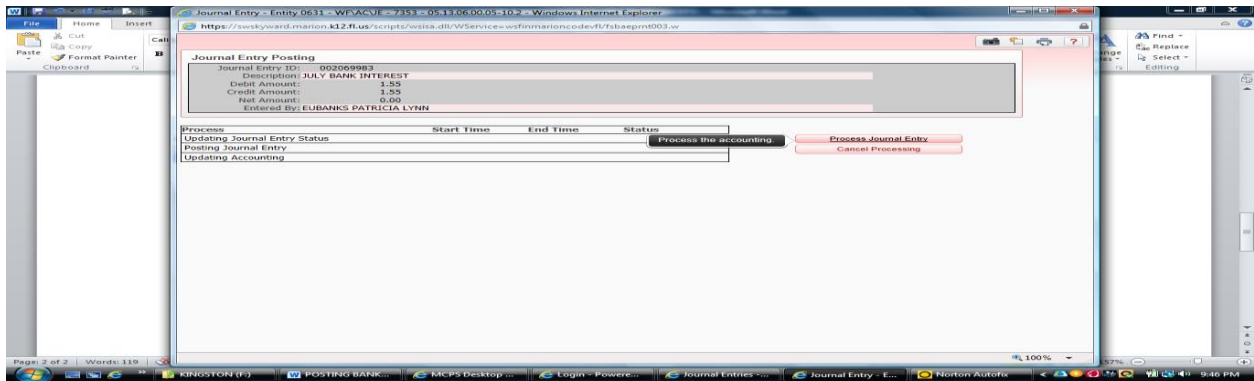 File Home Insert
Cut
Copy
Paste
Format Painter
Clipboard
Cali
B
Journal Entry - Entity 0631 - WF\AC\JE - 7353 - 05.13.06.00.05-10.2 - Windows Internet Explorer
https://swskyward.marion.k12.fl.us/scripts/wsisa.dll/WService=wsfinmarioncodevfl/fsbaeprnt003.w
Journal Entry Posting
Journal Entry ID: 002069983
Description: JULY BANK INTEREST
Debit Amount: 1.55
Credit Amount: 1.55
Net Amount: 0.00
Entered By: EUBANKS PATRICIA LYNN
Process Start Time End Time Status
Updating Journal Entry Status
Posting Journal Entry
Updating Accounting
Process the accounting.
Process Journal Entry
Cancel Processing
Find
Replace
Select
Editing
100%
Page: 2 of 2 Words: 119
57%
KINGSTON (F:) POSTING BANK... MCPS Desktop ... Login - Powere... Journal Entries -... Journal Entry - E... Norton Autofix 9:46 PM